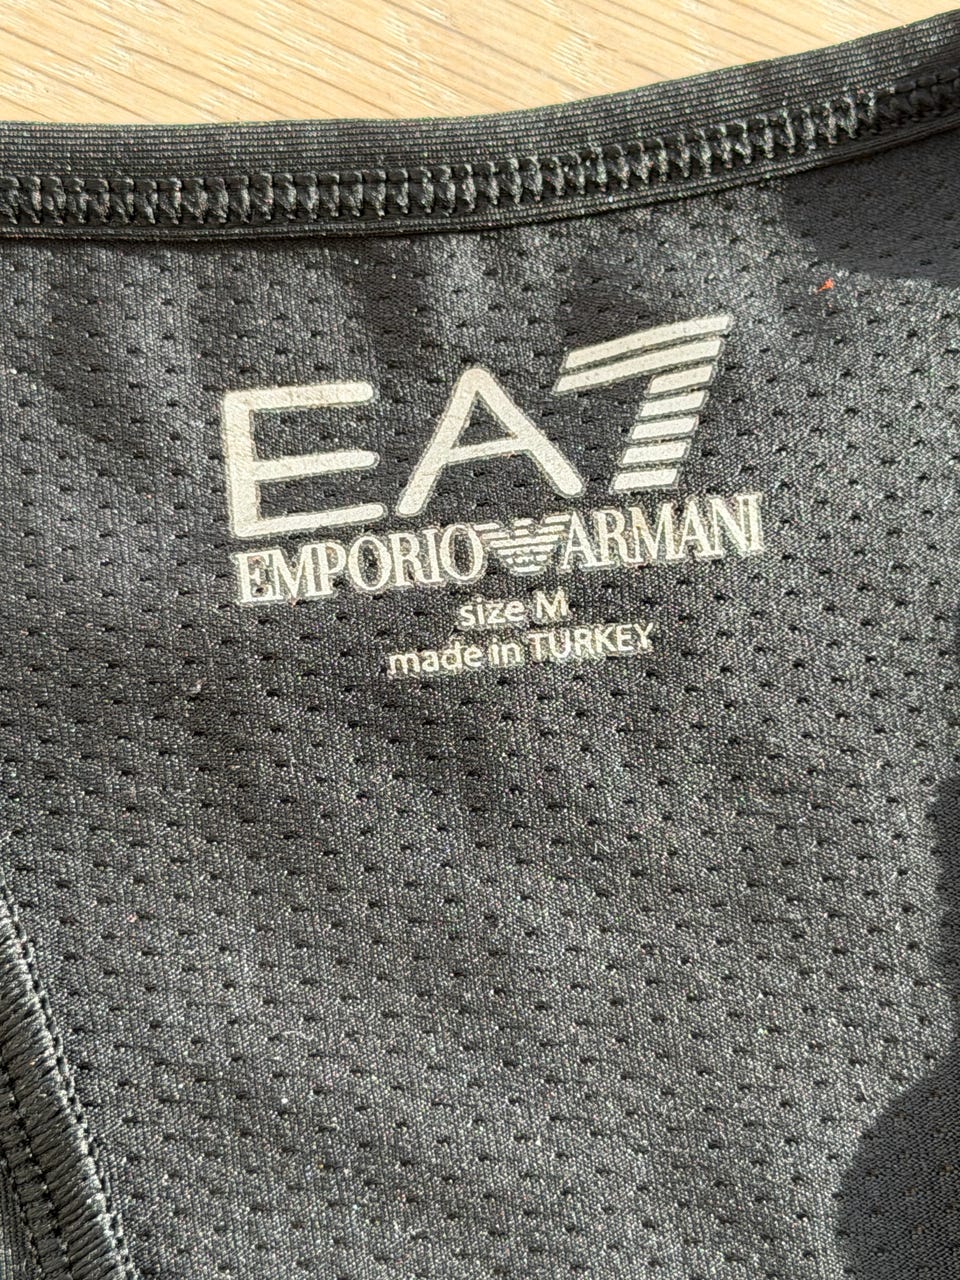 EA7
EMPORIO ARMANI
size M
made in TURKEY